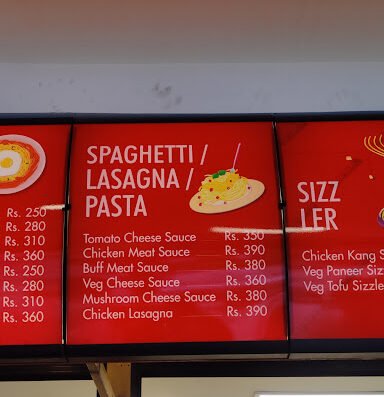 Rs. 250
Rs. 280
Rs. 310
Rs. 360
Rs. 250
Rs. 280
Rs. 310
Rs. 360
SPAGHETTI /
LASAGNA /
PASTA
Tomato Cheese Sauce Rs. 350
Chicken Meat Sauce Rs. 390
Buff Meat Sauce Rs. 380
Veg Cheese Sauce Rs. 360
Mushroom Cheese Sauce Rs. 380
Chicken Lasagna Rs. 390
SIZZ
LER
Chicken Kang S
Veg Paneer Siz
Veg Tofu Sizzle